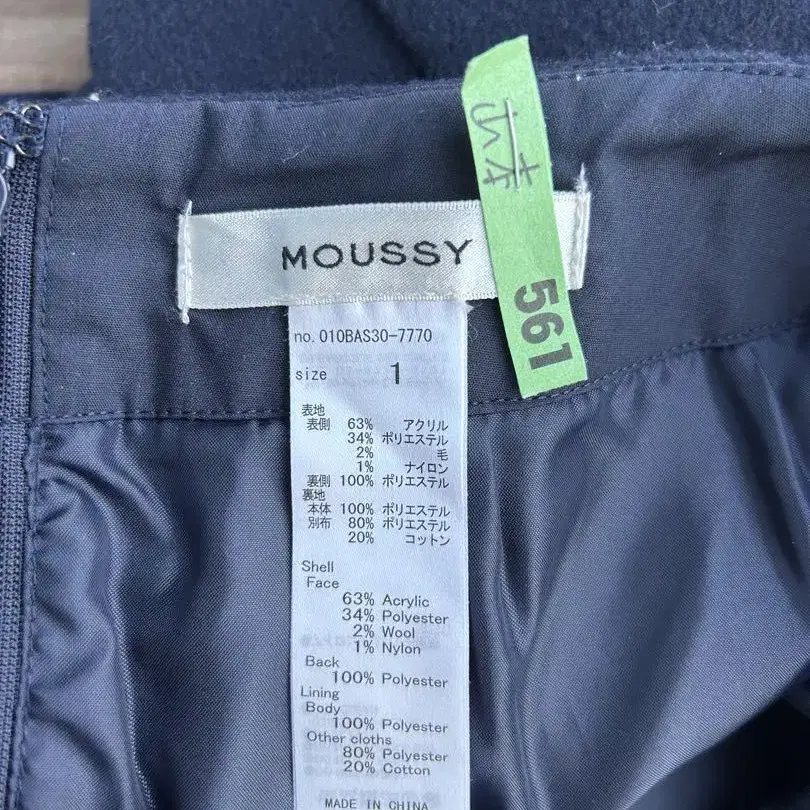 MOUSSY
561
no. 010BAS30-7770
size 1
表地
表側 63% アクリル
34% ポリエステル
2% 毛
1% ナイロン
裏側 100% ポリエステル
裏地
本体 100% ポリエステル
別布 80% ポリエステル
20% コットン
Shell
Face
63% Acrylic
34% Polyester
2% Wool
1% Nylon
Back
100% Polyester
Lining
Body
100% Polyester
Other cloths
80% Polyester
20% Cotton
MADE IN CHINA